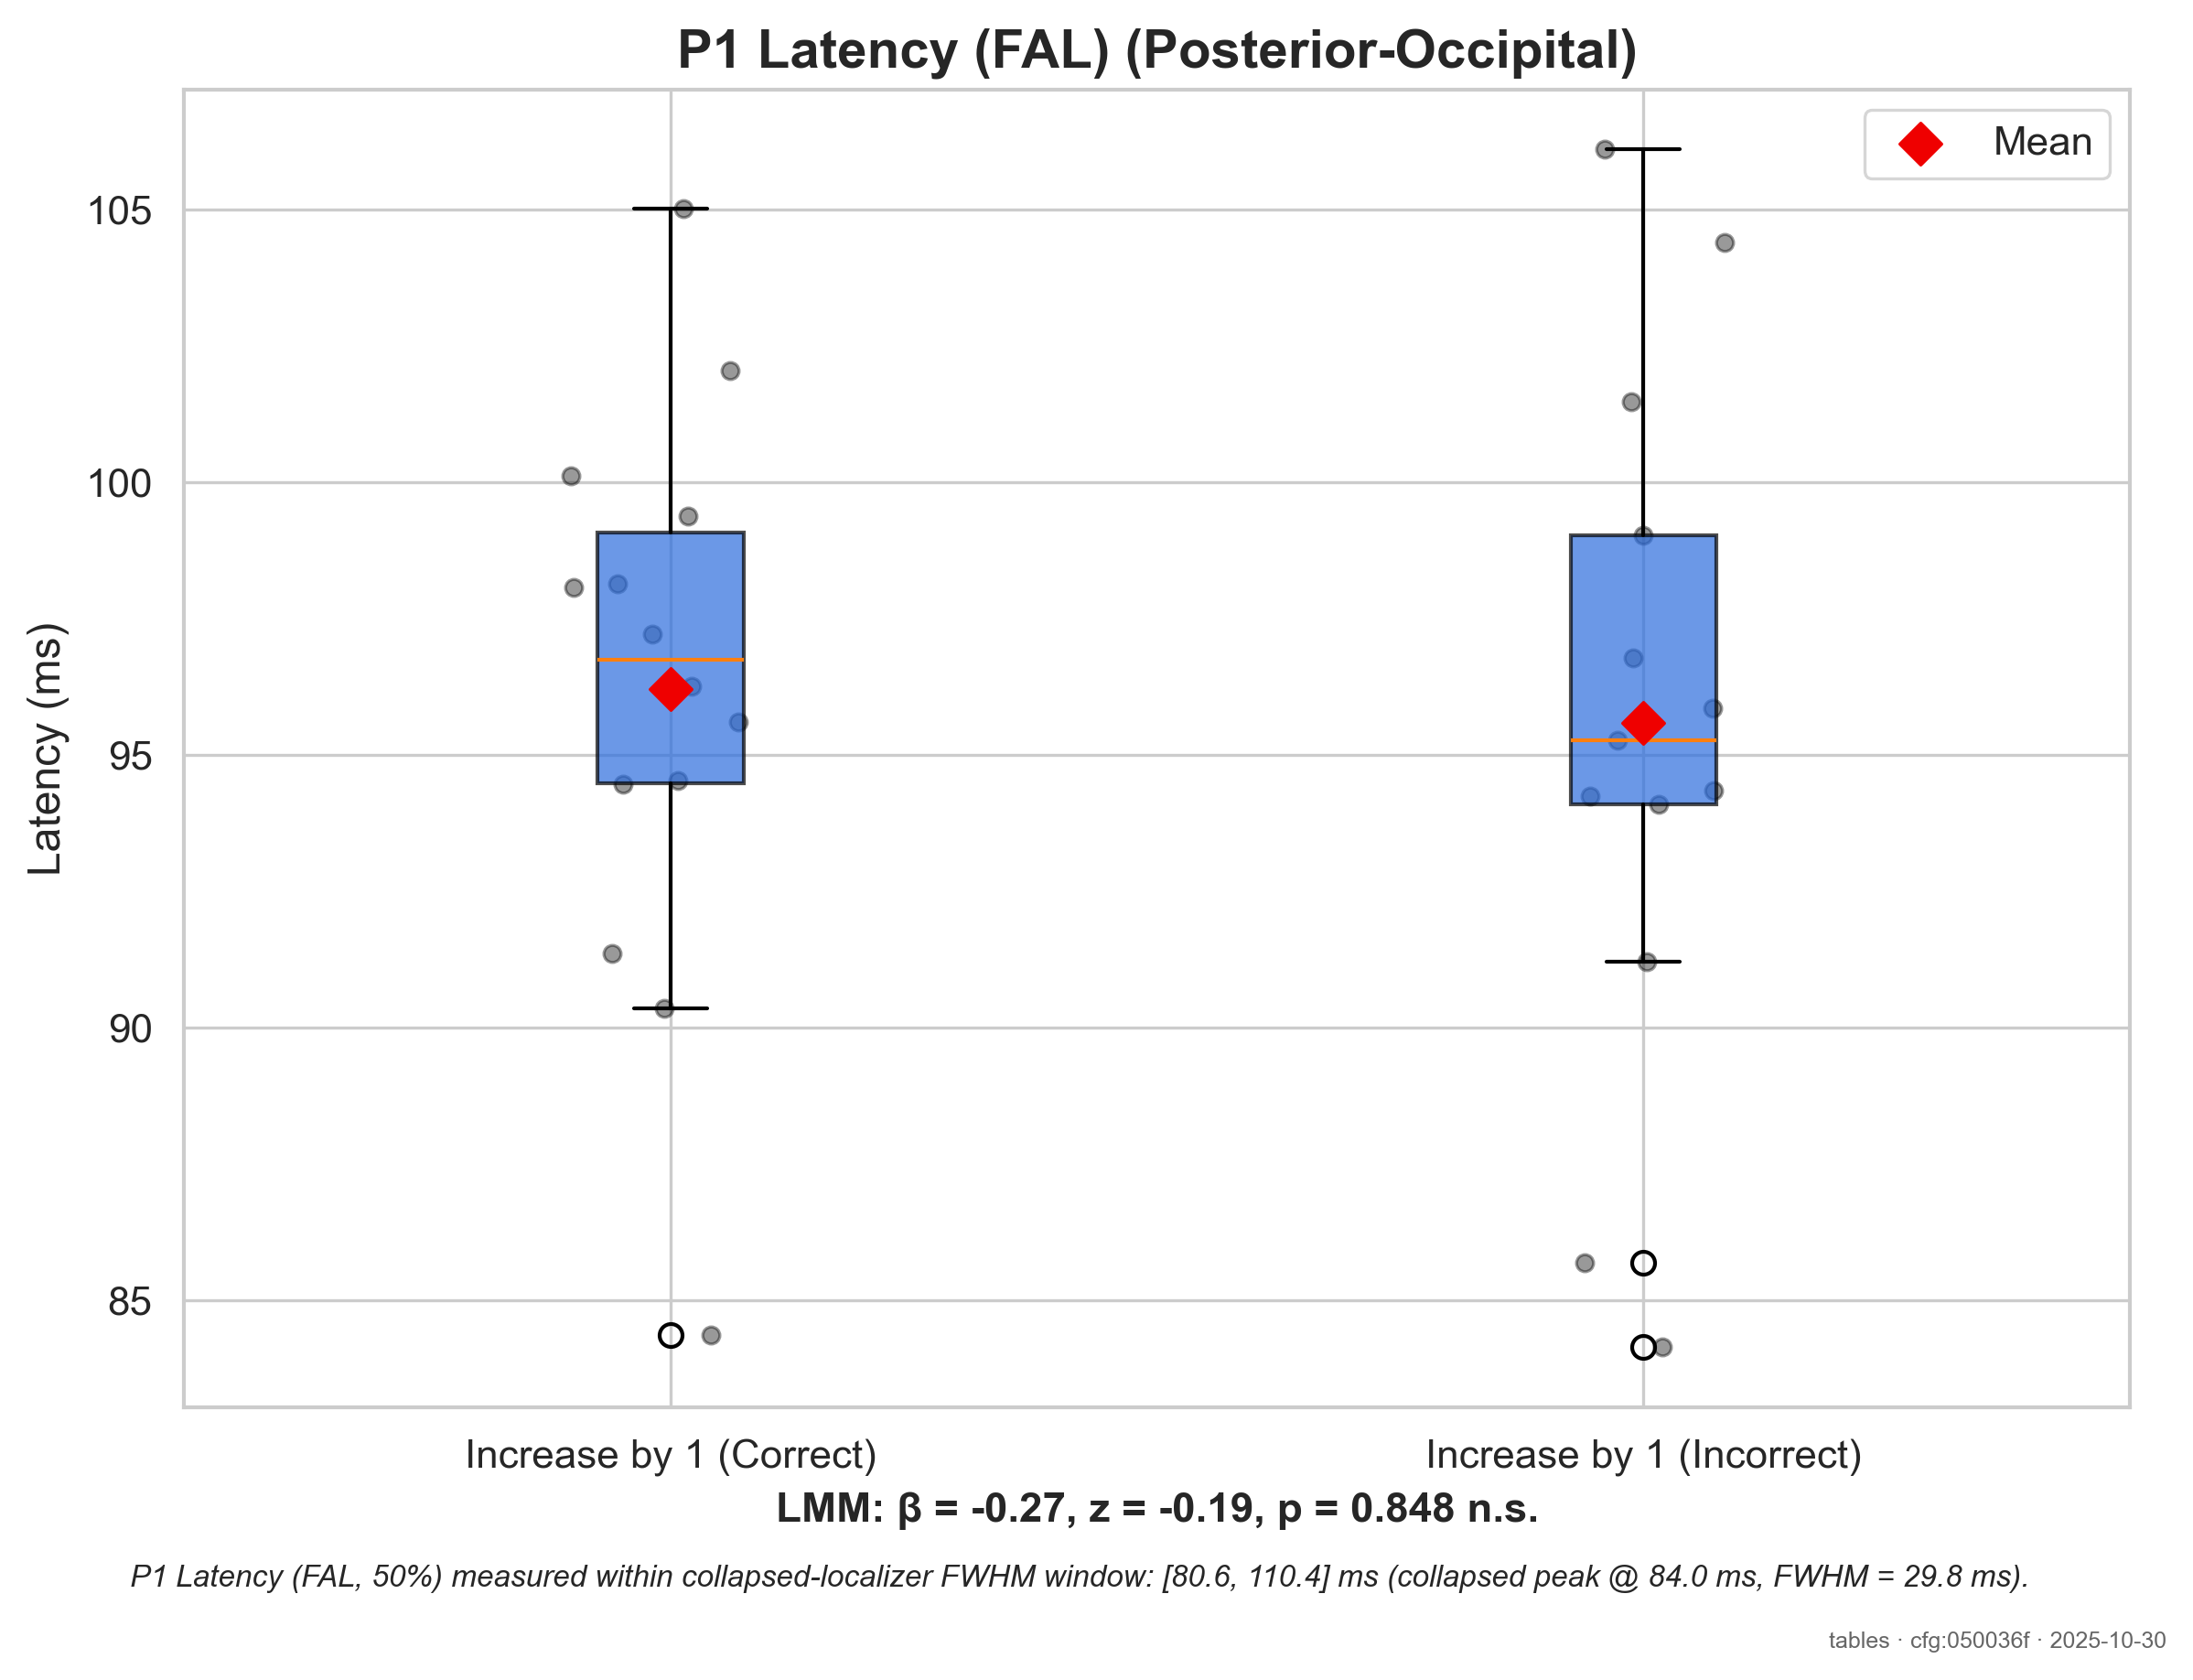 P1 Latency (FAL) (Posterior-Occipital)
Mean
105
100
95
90
85
Latency (ms)
Increase by 1 (Correct)
Increase by 1 (Incorrect)
LMM: β = -0.27, z = -0.19, p = 0.848 n.s.
P1 Latency (FAL, 50%) measured within collapsed-localizer FWHM window: [80.6, 110.4] ms (collapsed peak @ 84.0 ms, FWHM = 29.8 ms).
tables · cfg:050036f · 2025-10-30